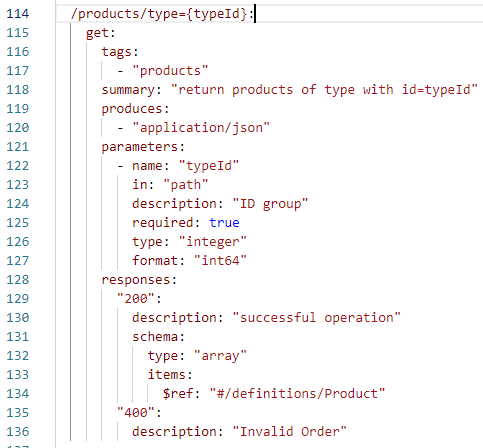 114 /products/type={typeId}:
115 get:
116 tags:
117 - "products"
118 summary: "return products of type with id=typeId"
119 produces:
120 - "application/json"
121 parameters:
122 - name: "typeId"
123 in: "path"
124 description: "ID group"
125 required: true
126 type: "integer"
127 format: "int64"
128 responses:
129 "200":
130 description: "successful operation"
131 schema:
132 type: "array"
133 items:
134 $ref: "#/definitions/Product"
135 "400":
136 description: "Invalid Order"